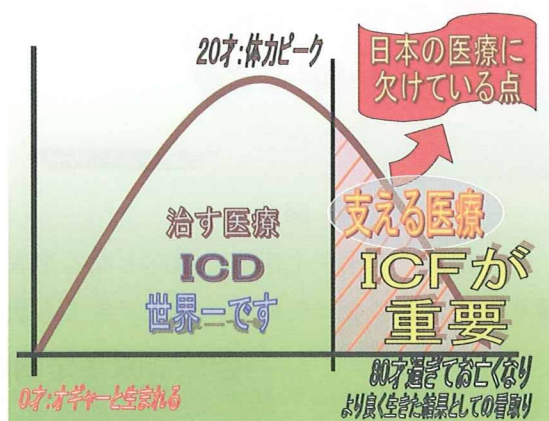 20才:体力ピーク
日本の医療に
欠けている点
治す医療
ICD
世界一です
支える医療
ICFが
重要
0才:オギャーと生まれる
80才過ぎてお亡くなり
より良く生きた結果としての看取り